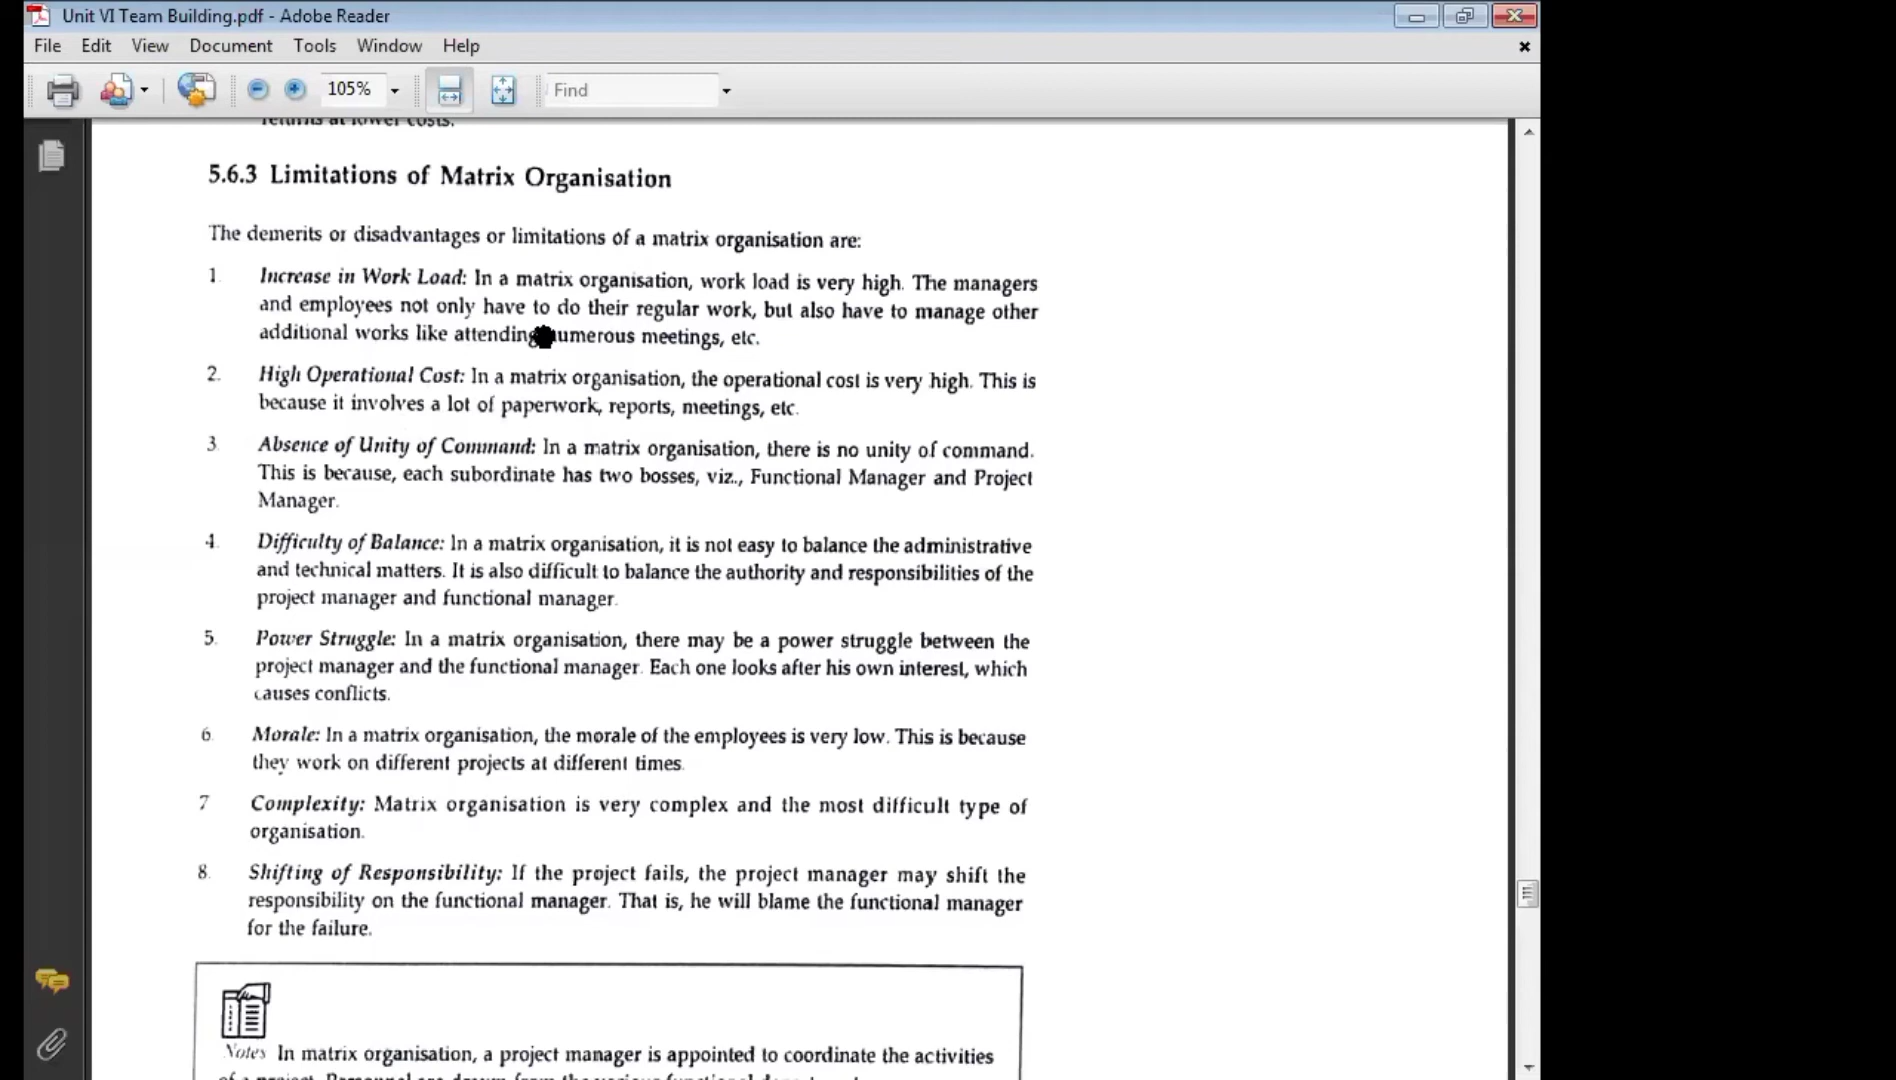 Unit VI Team Building.pdf - Adobe Reader
File Edit View Document Tools Window Help
105% Find
returns at lower costs.
5.6.3 Limitations of Matrix Organisation
The demerits or disadvantages or limitations of a matrix organisation are:
1. Increase in Work Load: In a matrix organisation, work load is very high. The managers
and employees not only have to do their regular work, but also have to manage other
additional works like attending numerous meetings, etc.
2. High Operational Cost: In a matrix organisation, the operational cost is very high. This is
because it involves a lot of paperwork, reports, meetings, etc.
3. Absence of Unity of Command: In a matrix organisation, there is no unity of command.
This is because, each subordinate has two bosses, viz., Functional Manager and Project
Manager.
4. Difficulty of Balance: In a matrix organisation, it is not easy to balance the administrative
and technical matters. It is also difficult to balance the authority and responsibilities of the
project manager and functional manager.
5. Power Struggle: In a matrix organisation, there may be a power struggle between the
project manager and the functional manager. Each one looks after his own interest, which
causes conflicts.
6. Morale: In a matrix organisation, the morale of the employees is very low. This is because
they work on different projects at different times.
7 Complexity: Matrix organisation is very complex and the most difficult type of
organisation.
8. Shifting of Responsibility: If the project fails, the project manager may shift the
responsibility on the functional manager. That is, he will blame the functional manager
for the failure.
Notes In matrix organisation, a project manager is appointed to coordinate the activities
of a project. Personnel are drawn from the various functional